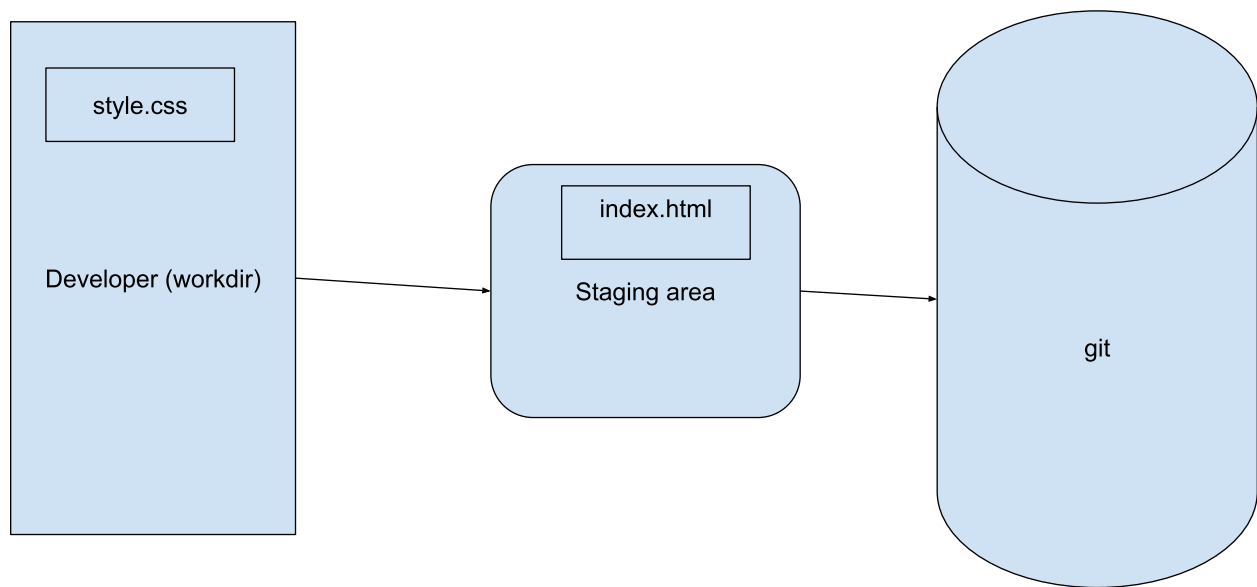 style.css
Developer (workdir)
index.html
Staging area
git